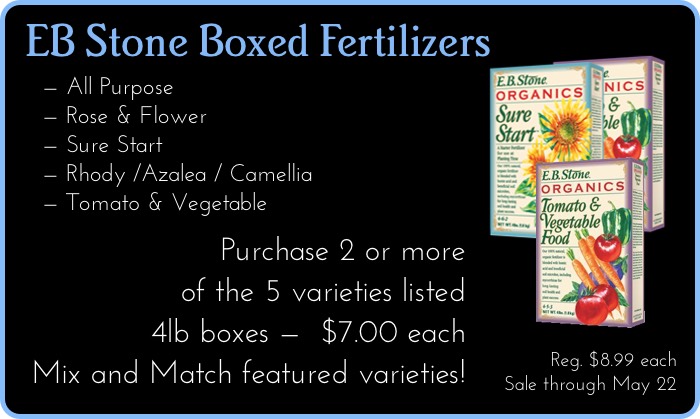 EB Stone Boxed Fertilizers
– All Purpose
– Rose & Flower
– Sure Start
– Rhody /Azalea / Camellia
– Tomato & Vegetable
Purchase 2 or more
of the 5 varieties listed
4lb boxes – $7.00 each
Mix and Match featured varieties!
Reg. $8.99 each
Sale through May 22
E.B. Stone
ORGANICS
Sure
Start
ORGANICS
ble
E.B. Stone
ORGANICS
Tomato &
Vegetable
Food